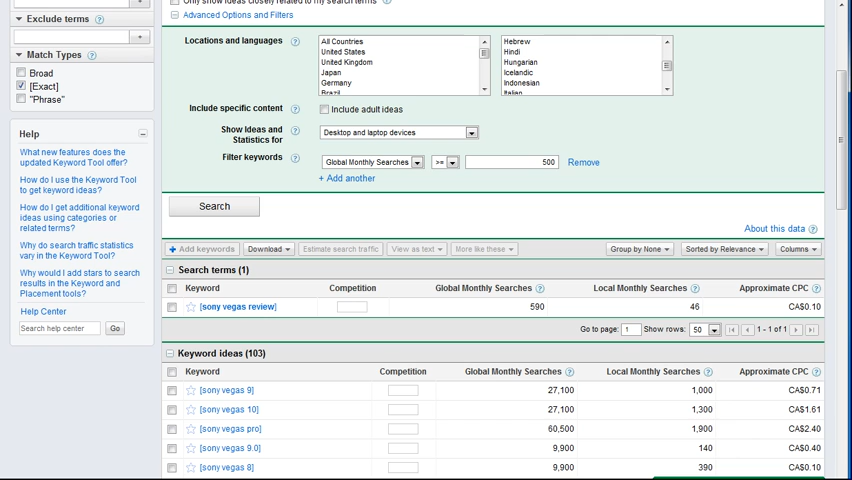 Only show ideas closely related to my search terms
Advanced Options and Filters
Exclude terms
Match Types
Broad
[Exact]
"Phrase"
Help
What new features does the
updated Keyword Tool offer?
How do I use the Keyword Tool
to get keyword ideas?
How do I get additional keyword
ideas using categories or
related terms?
Why do search traffic statistics
vary in the Keyword Tool?
Why would I add stars to search
results in the Keyword and
Placement tools?
Help Center
Search help center
Go
Locations and languages
All Countries
United States
United Kingdom
Japan
Germany
Brazil
Hebrew
Hindi
Hungarian
Icelandic
Indonesian
Italian
Include specific content
Include adult ideas
Show Ideas and
Statistics for
Desktop and laptop devices
Filter keywords
Global Monthly Searches >= 500 Remove
+ Add another
Search
About this data
Add keywords Download Estimate search traffic View as text More like these Group by None Sorted by Relevance Columns
Search terms (1)
Keyword Competition Global Monthly Searches Local Monthly Searches Approximate CPC
[sony vegas review] 590 46 CA$0.10
Go to page: 1 Show rows: 50 1 - 1 of 1
Keyword ideas (103)
Keyword Competition Global Monthly Searches Local Monthly Searches Approximate CPC
[sony vegas 9] 27,100 1,000 CA$0.71
[sony vegas 10] 27,100 1,300 CA$1.61
[sony vegas pro] 60,500 1,900 CA$2.40
[sony vegas 9.0] 9,900 140 CA$0.40
[sony vegas 8] 9,900 390 CA$0.10